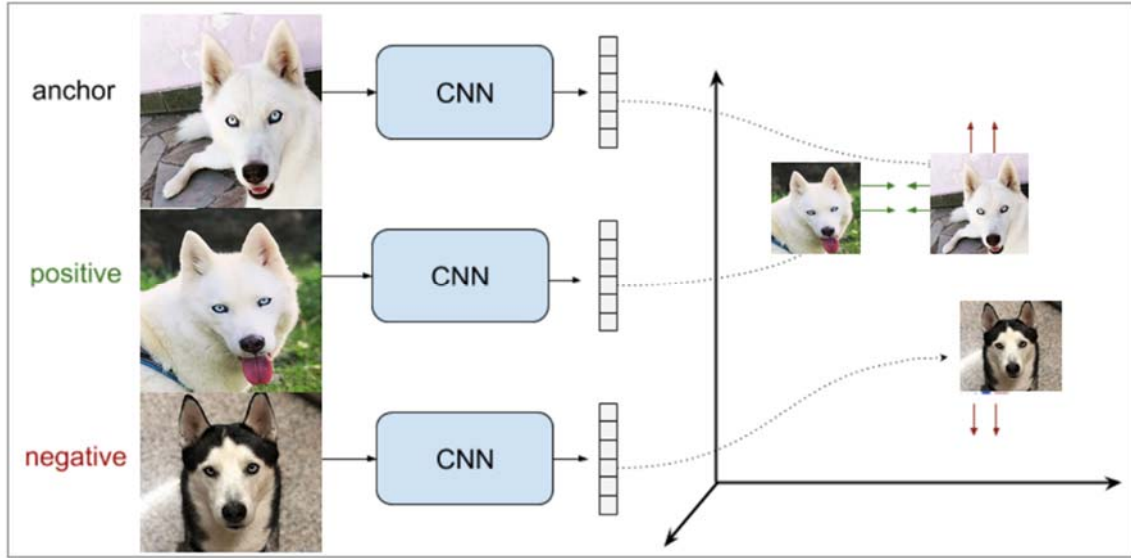 anchor
CNN
positive
CNN
negative
CNN